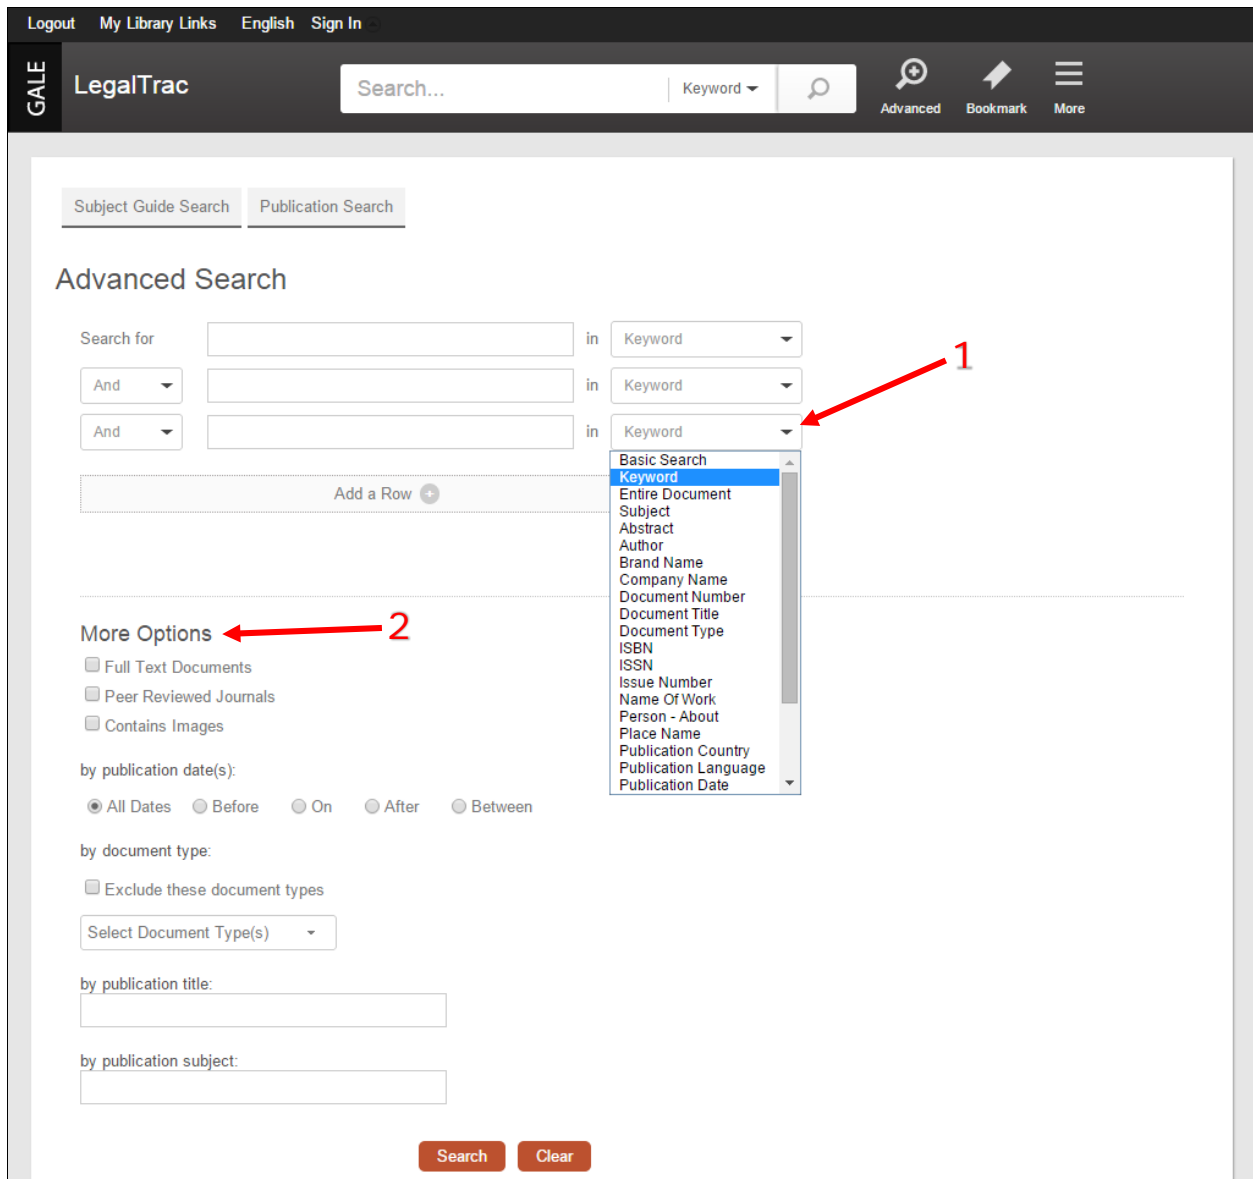 Logout My Library Links English Sign In
GALE
LegalTrac
Search...
Keyword
Advanced
Bookmark
More
Subject Guide Search
Publication Search
Advanced Search
Search for in Keyword
And in Keyword
1
And in Keyword
Basic Search
Keyword
Entire Document
Subject
Abstract
Author
Brand Name
Company Name
Document Number
Document Title
Document Type
ISBN
ISSN
Issue Number
Name Of Work
Person - About
Place Name
Publication Country
Publication Language
Publication Date
Add a Row
More Options
2
Full Text Documents
Peer Reviewed Journals
Contains Images
by publication date(s):
All Dates Before On After Between
by document type:
Exclude these document types
Select Document Type(s)
by publication title:
by publication subject:
Search Clear